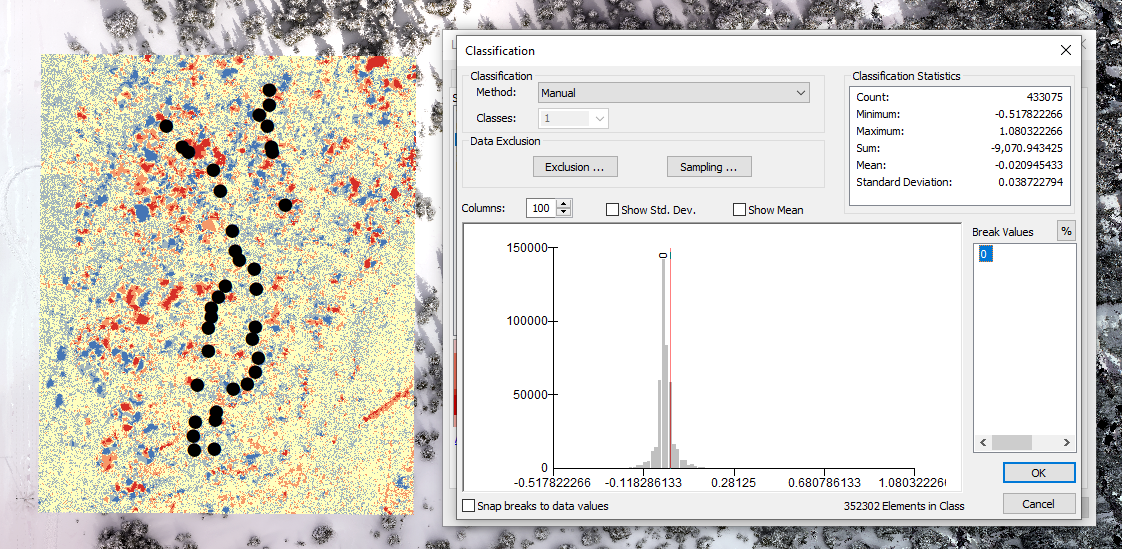 Classification
Classification
Method: Manual
Classes: 1
Data Exclusion
Exclusion ...
Sampling ...
Classification Statistics
Count: 433075
Minimum: -0.517822266
Maximum: 1.080322266
Sum: -9,070.943425
Mean: -0.020945433
Standard Deviation: 0.038722794
Columns: 100
Show Std. Dev.
Show Mean
Break Values
%
0
0
150000
100000
50000
0
-0.517822266 -0.118286133 0.28125 0.680786133 1.080322266
Snap breaks to data values
352302 Elements in Class
OK
Cancel